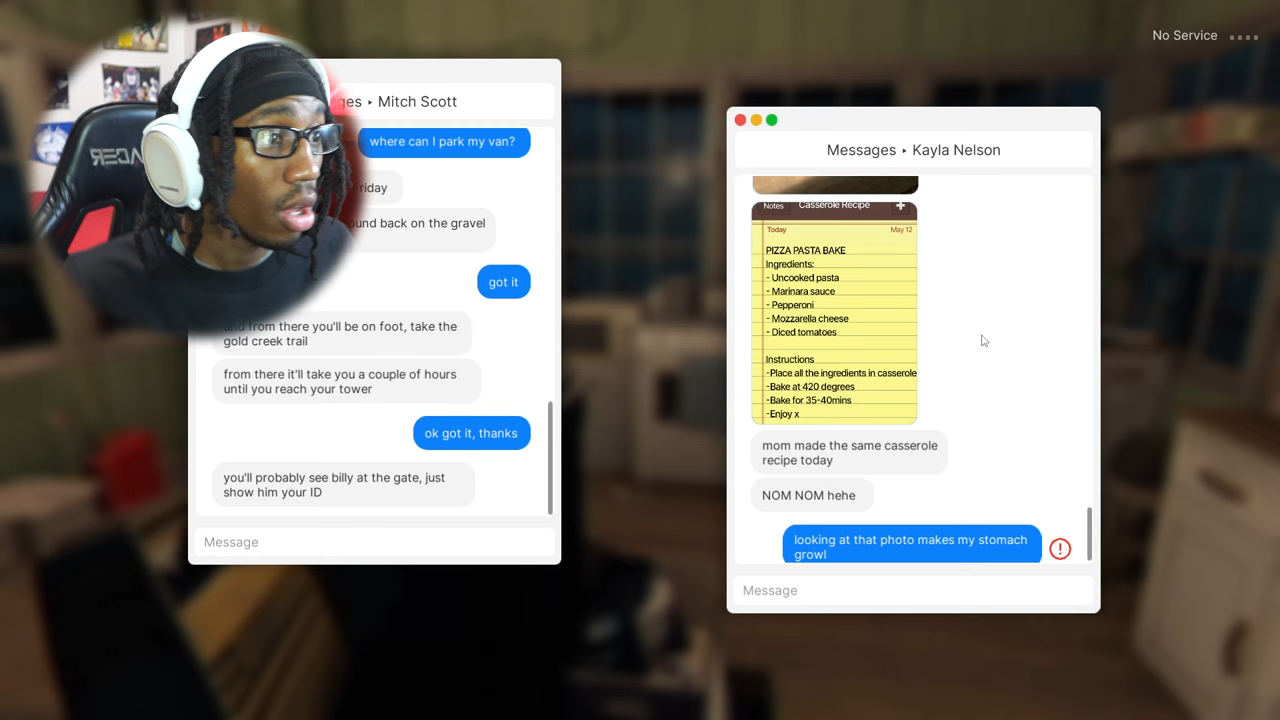 No Service
ges ▸ Mitch Scott
where can I park my van?
Friday
ound back on the gravel
got it
and from there you'll be on foot, take the
gold creek trail
from there it'll take you a couple of hours
until you reach your tower
ok got it, thanks
you'll probably see billy at the gate, just
show him your ID
Message
Messages ▸ Kayla Nelson
Notes Casserole Recipe +
Today May 12
PIZZA PASTA BAKE
Ingredients:
- Uncooked pasta
- Marinara sauce
- Pepperoni
- Mozzarella cheese
- Diced tomatoes
Instructions
-Place all the ingredients in casserole
-Bake at 420 degrees
-Bake for 35-40mins
-Enjoy x
mom made the same casserole
recipe today
NOM NOM hehe
looking at that photo makes my stomach
growl
Message